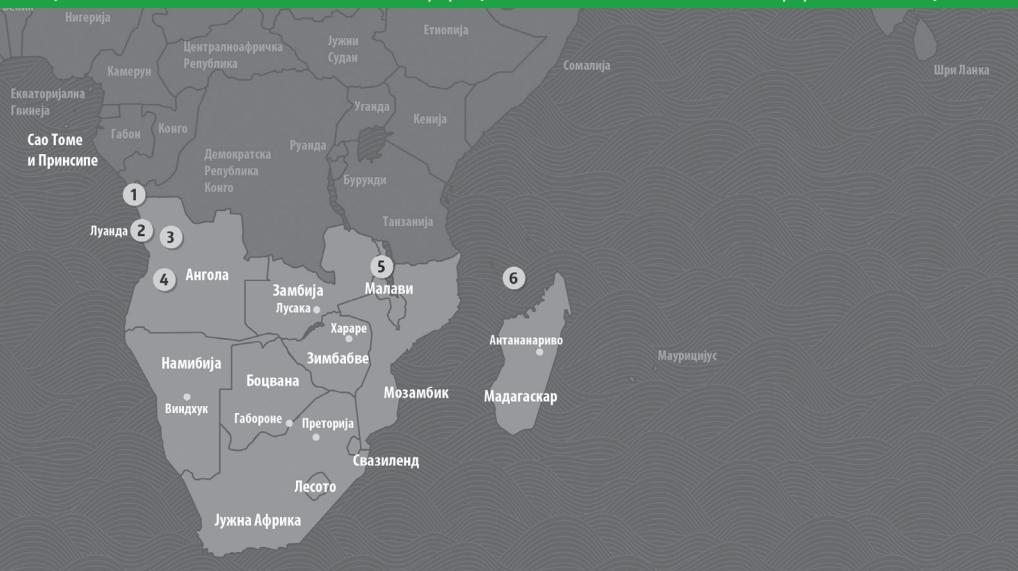 Нигерија
Етиопија
Централноафричка
Република
Јужни
Судан
Камерун
Сомалија
Шри Ланка
Екваторијална
Гвинеја
Уганда
Кенија
Габон
Конго
Сао Томе
и Принсипе
Руанда
Демократска
Република
Конго
Бурунди
1
Танзанија
Луанда
2
3
4
Ангола
5
6
Замбија
Малави
Лусака
Хараре
Антананариво
Зимбабве
Маурицијус
Намибија
Боцвана
Мозамбик
Мадагаскар
Виндхук
Габороне
Преторија
Свазиленд
Лесото
Јужна Африка